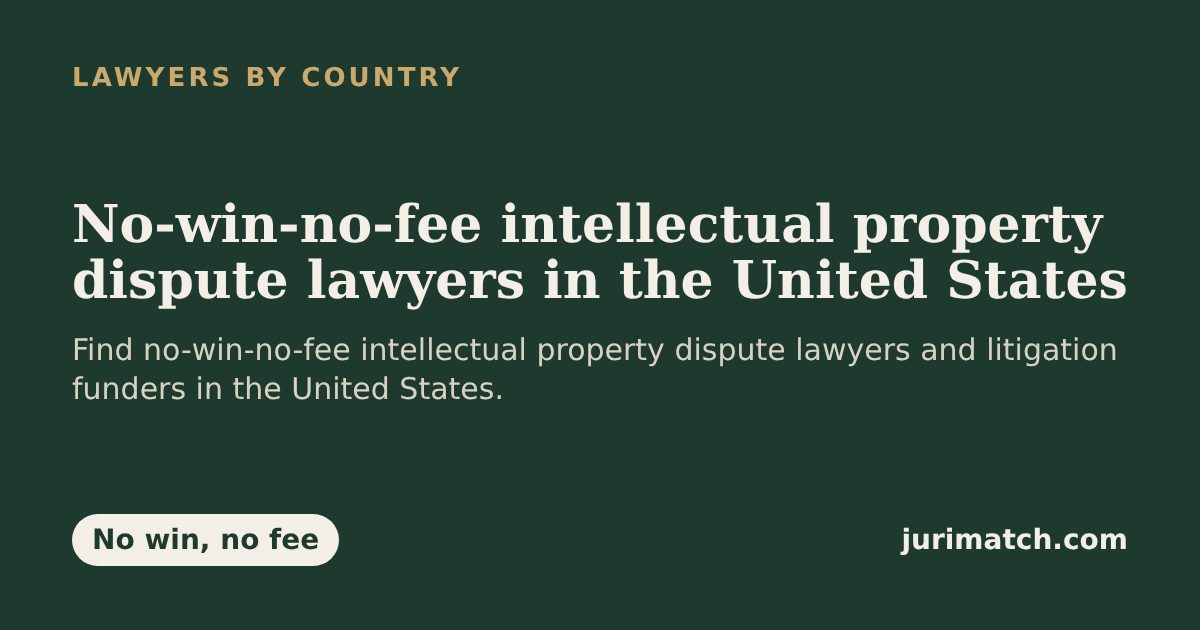 LAWYERS BY COUNTRY
No-win-no-fee intellectual property
dispute lawyers in the United States
Find no-win-no-fee intellectual property dispute lawyers and litigation
funders in the United States.
No win, no fee
jurimatch.com